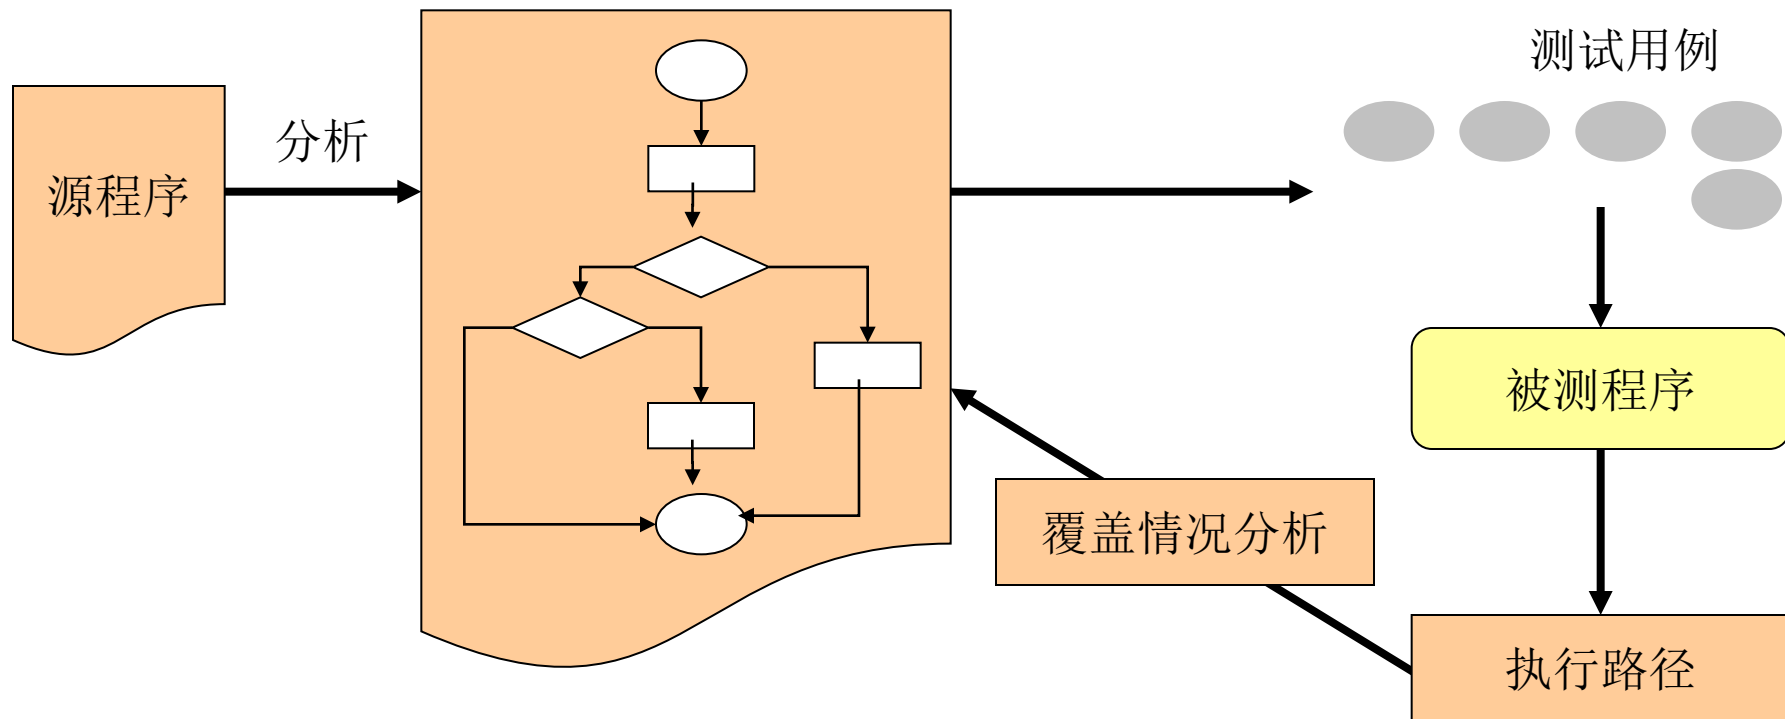 测试用例
分析
源程序
被测程序
覆盖情况分析
执行路径